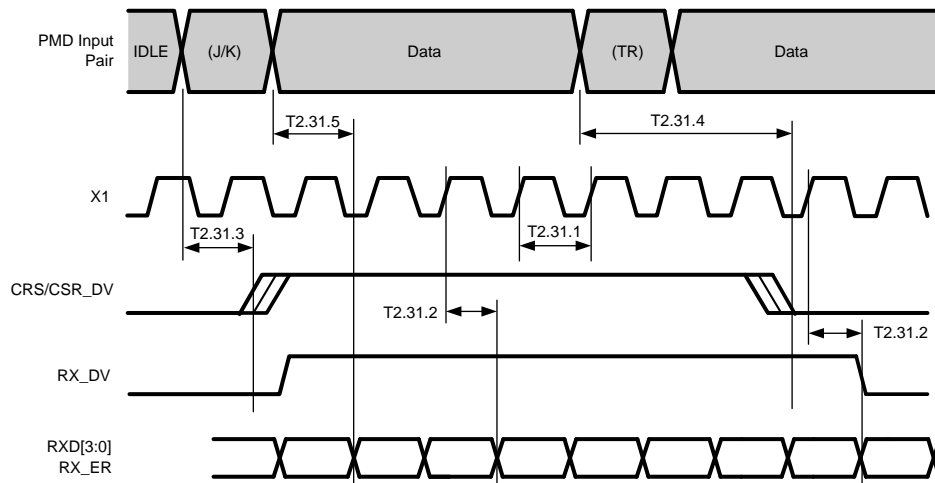 PMD Input
Pair
IDLE
(J/K)
Data
(TR)
Data
T2.31.5
T2.31.4
X1
T2.31.3
T2.31.1
CRS/CSR_DV
T2.31.2
T2.31.2
RX_DV
RXD[3:0]
RX_ER